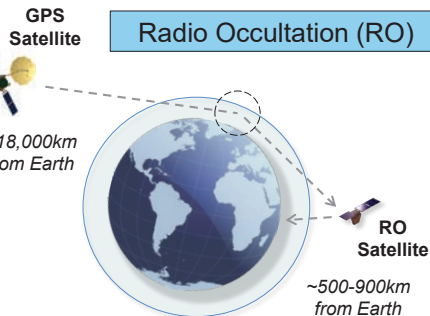 GPS
Satellite
Radio Occultation (RO)
18,000km
from Earth
RO
Satellite
~500-900km
from Earth